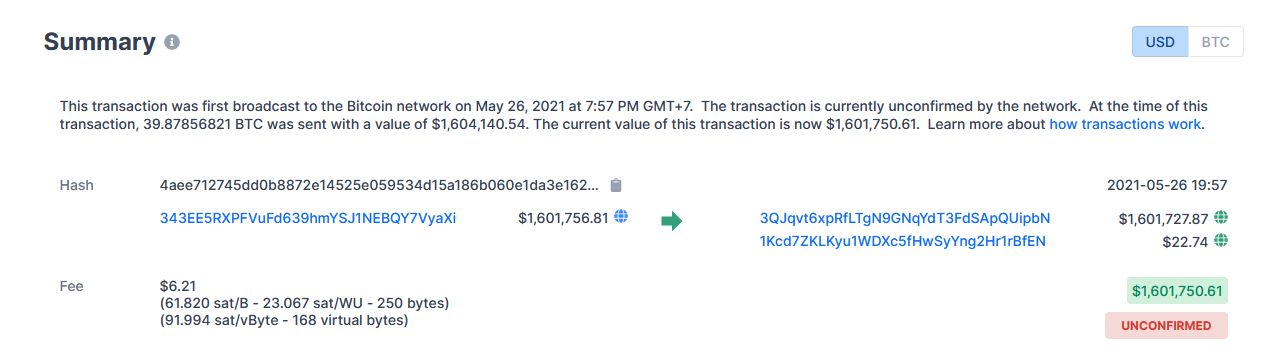 Summary
USD BTC
This transaction was first broadcast to the Bitcoin network on May 26, 2021 at 7:57 PM GMT+7. The transaction is currently unconfirmed by the network. At the time of this
transaction, 39.87856821 BTC was sent with a value of $1,604,140.54. The current value of this transaction is now $1,601,750.61. Learn more about how transactions work.
Hash 4aee712745dd0b8872e14525e059534d15a186b060e1da3e162... 2021-05-26 19:57
343EE5RXPFVuFd639hmYSJ1NEBQY7VyaXi $1,601,756.81 3QJqvt6xpRfLTgN9GNqYdT3FdSApQUipbN $1,601,727.87
1Kcd7ZKLKyu1WDXc5fHwSyYng2Hr1rBfEN $22.74
Fee $6.21 $1,601,750.61
(61.820 sat/B - 23.067 sat/WU - 250 bytes)
(91.994 sat/vByte - 168 virtual bytes) UNCONFIRMED